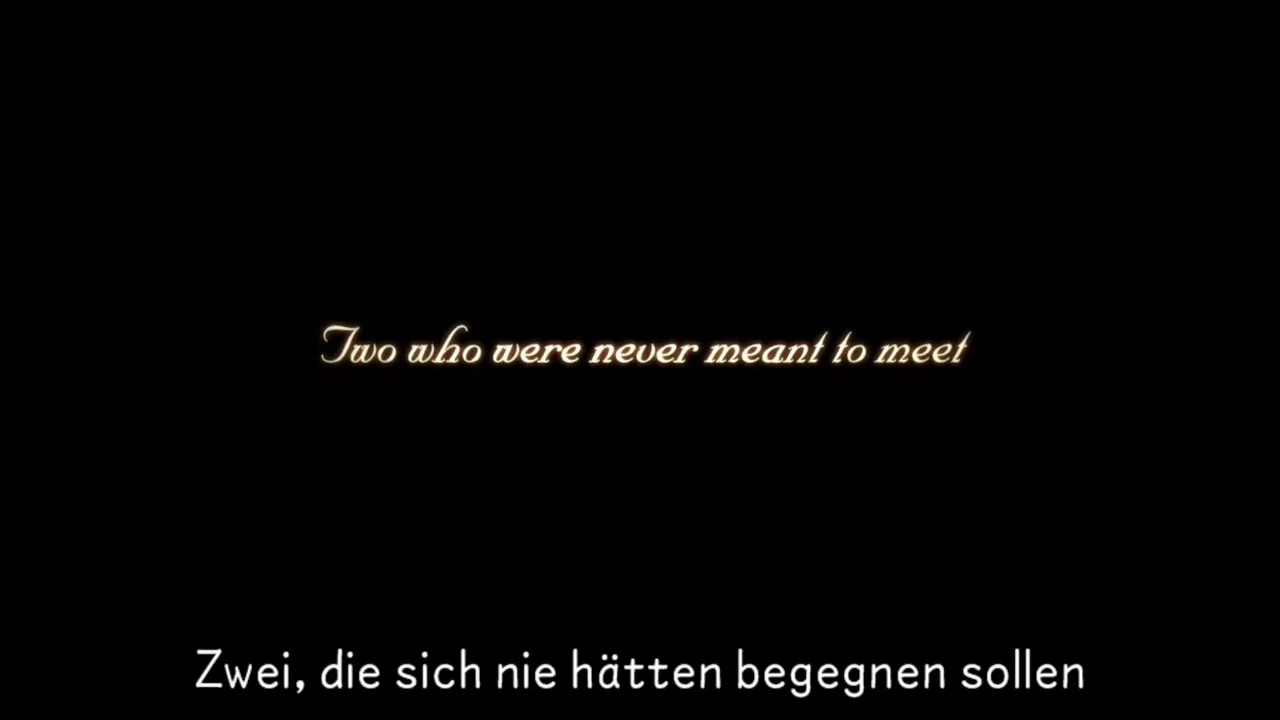 Two who were never meant to meet
Zwei, die sich nie hätten begegnen sollen